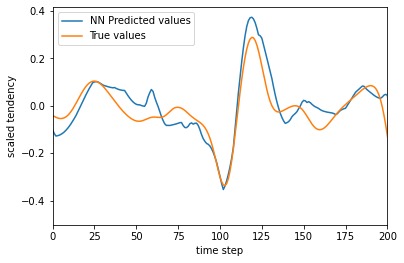 NN Predicted values
True values
scaled tendency
0.4
0.2
0.0
−0.2
−0.4
0 25 50 75 100 125 150 175 200
time step